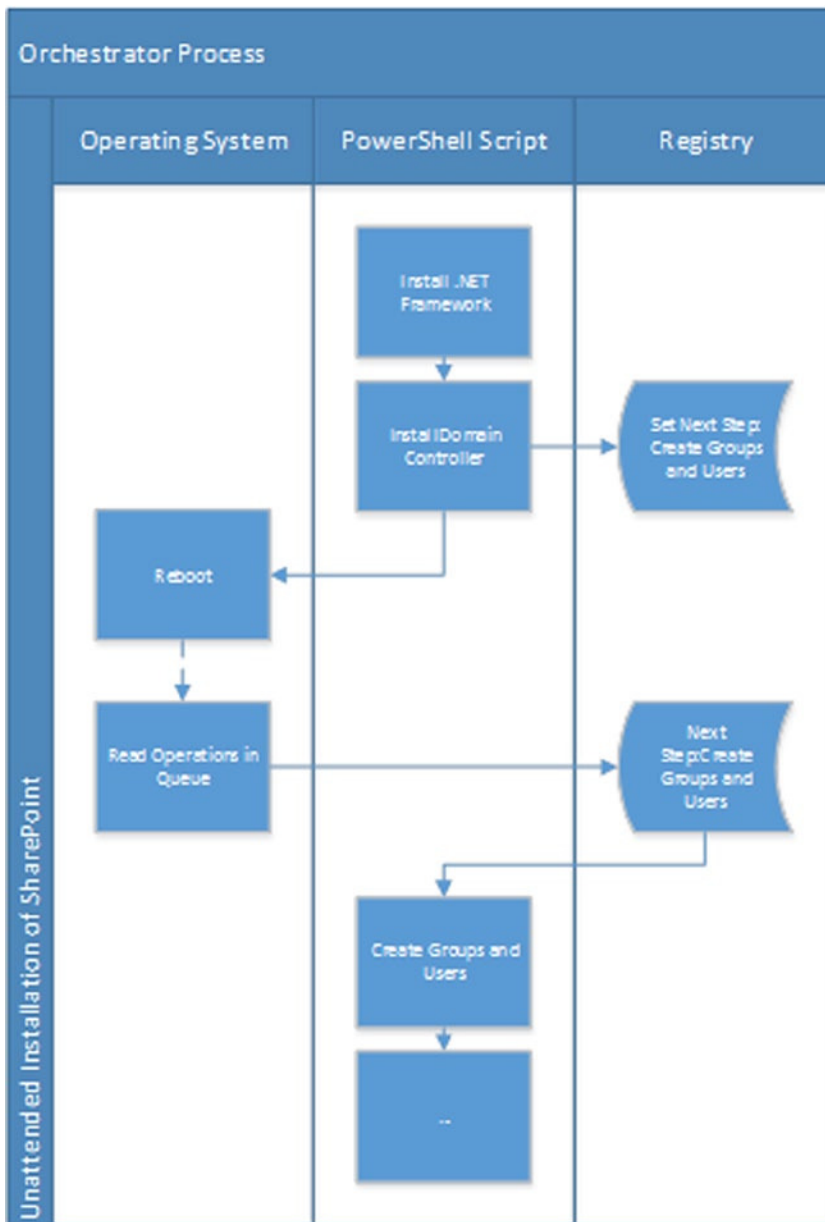 Orchestrator Process
Operating System
PowerShell Script
Registry
Unattended Installation of SharePoint
Install .NET
Framework
Install Domain
Controller
Set Next Step:
Create Groups
and Users
Reboot
Read Operations in
Queue
Next
Step:Create
Groups and
Users
Create Groups and
Users
...